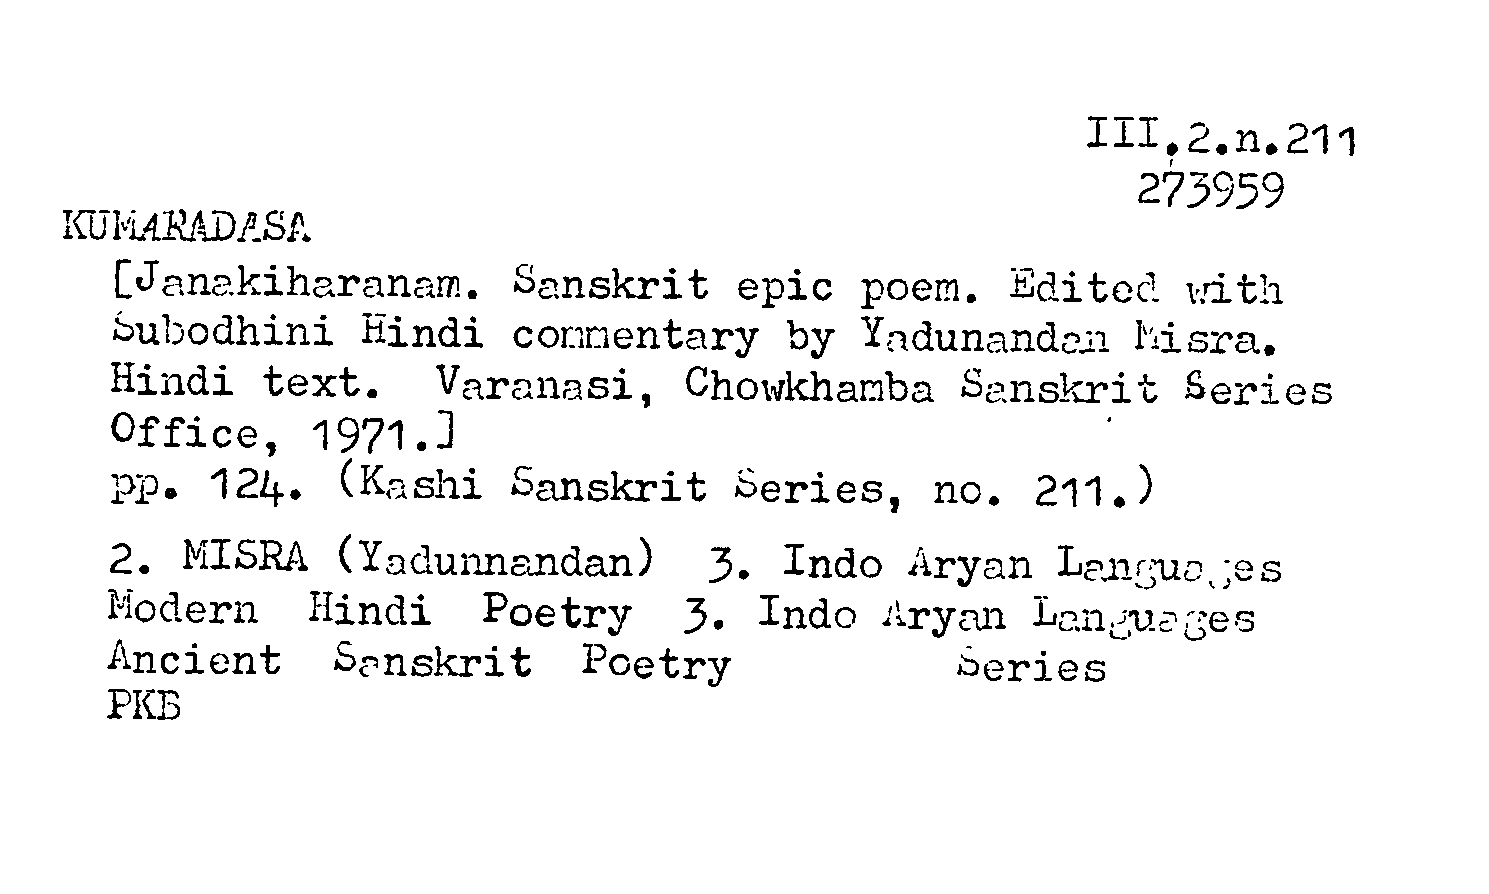 III.2.n.211
273959
KUMARADASA
[Janakiharanam. Sanskrit epic poem. Edited with
Subodhini Hindi commentary by Yadunandan Misra.
Hindi text. Varanasi, Chowkhamba Sanskrit Series
Office, 1971.]
pp. 124. (Kashi Sanskrit Series, no. 211.)
2. MISRA (Yadunnandan) 3. Indo Aryan Languages
Modern Hindi Poetry 3. Indo Aryan Languages
Ancient Sanskrit Poetry Series
PKB